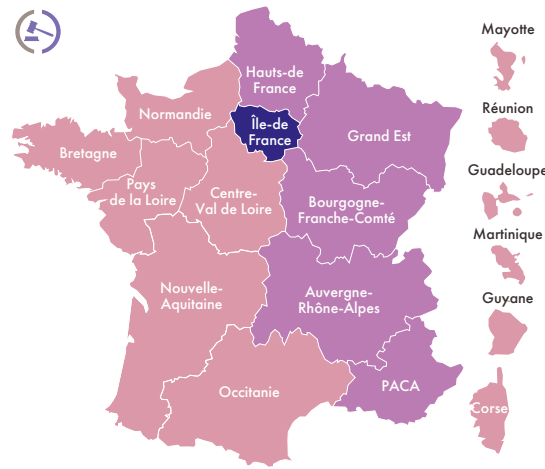 Mayotte
Hauts-de
France
Normandie
Île-de
France
Réunion
Grand Est
Bretagne
Guadeloupe
Pays
de la Loire
Centre-
Val de Loire
Bourgogne-
Franche-Comté
Martinique
Nouvelle-
Aquitaine
Auvergne-
Rhône-Alpes
Guyane
Occitanie
PACA
Corse